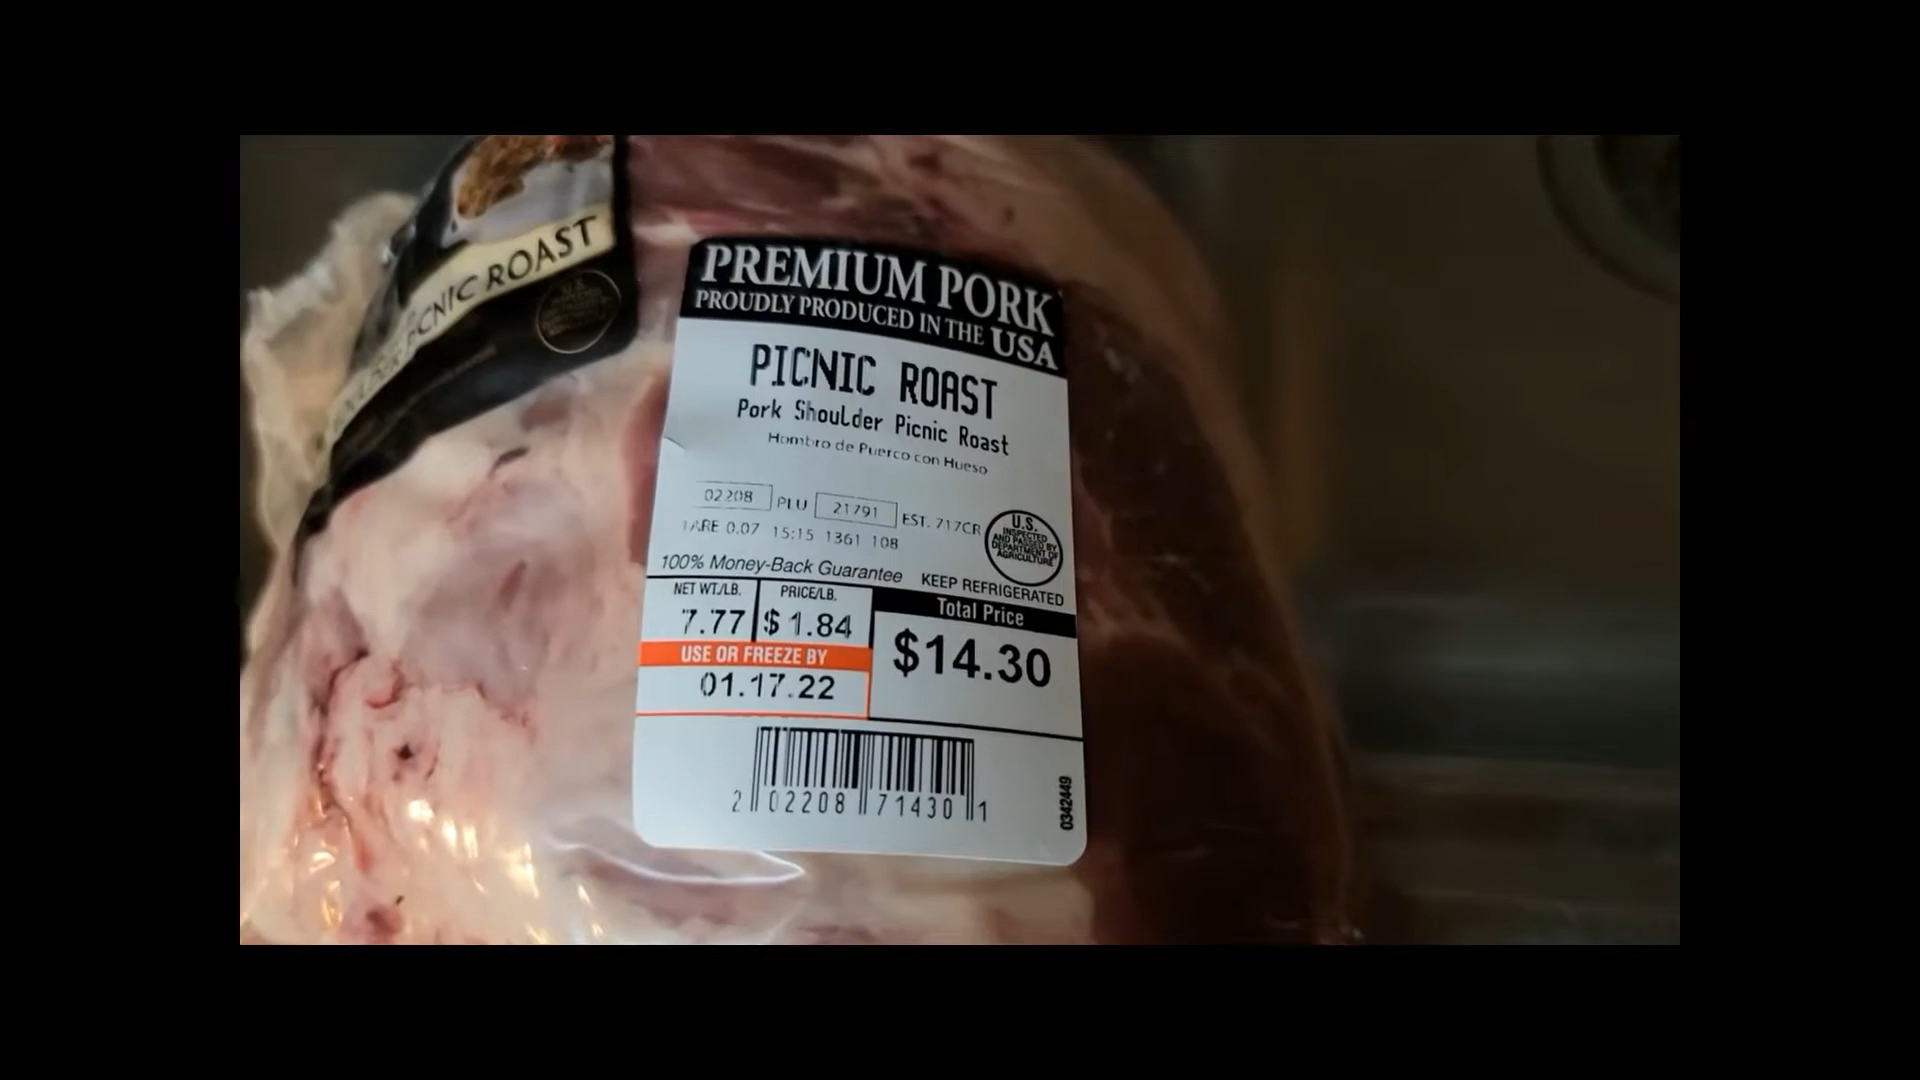 PICNIC ROAST
PREMIUM PORK
PROUDLY PRODUCED IN THE USA
PICNIC ROAST
Pork Shoulder Picnic Roast
Hombro de Puerco con Hueso
02208 PLU 21791 EST. 717CR
TARE 0.07 15:15 1361 108
U.S.
INSPECTED
AND PASSED BY
DEPARTMENT OF
AGRICULTURE
100% Money-Back Guarantee KEEP REFRIGERATED
NET WT./LB. PRICE/LB. Total Price
7.77 $ 1.84 $14.30
USE OR FREEZE BY
01.17.22
2 02208 71430 1
0342449